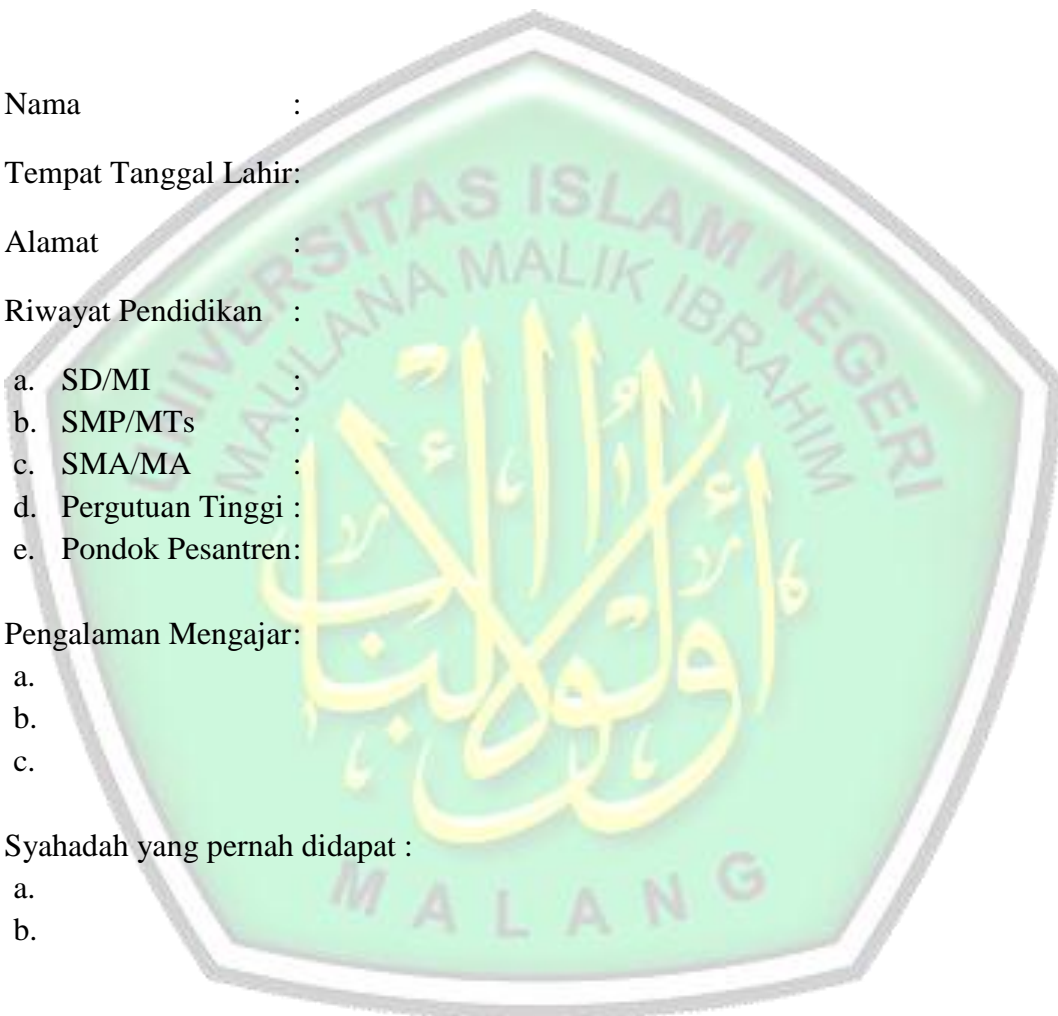 Nama :
Tempat Tanggal Lahir:
Alamat :
Riwayat Pendidikan :
a. SD/MI :
b. SMP/MTs :
c. SMA/MA :
d. Pergutuan Tinggi :
e. Pondok Pesantren:
Pengalaman Mengajar:
a.
b.
c.
Syahadah yang pernah didapat :
a.
b.
UNIVERSITAS ISLAM NEGERI
MAULANA MALIK IBRAHIM
MALANG